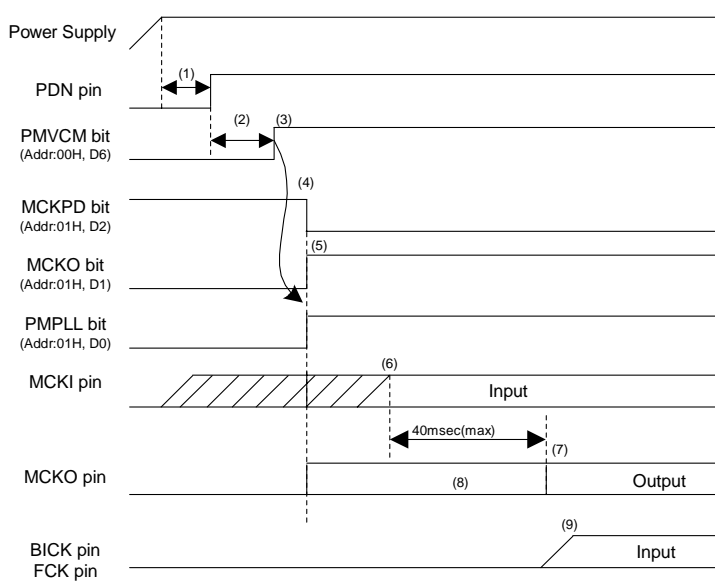 Power Supply
(1)
PDN pin
(2)
(3)
PMVCM bit
(Addr:00H, D6)
(4)
MCKPD bit
(Addr:01H, D2)
(5)
MCKO bit
(Addr:01H, D1)
PMPLL bit
(Addr:01H, D0)
(6)
MCKI pin
Input
40msec(max)
(7)
MCKO pin
(8)
Output
(9)
BICK pin
FCK pin
Input